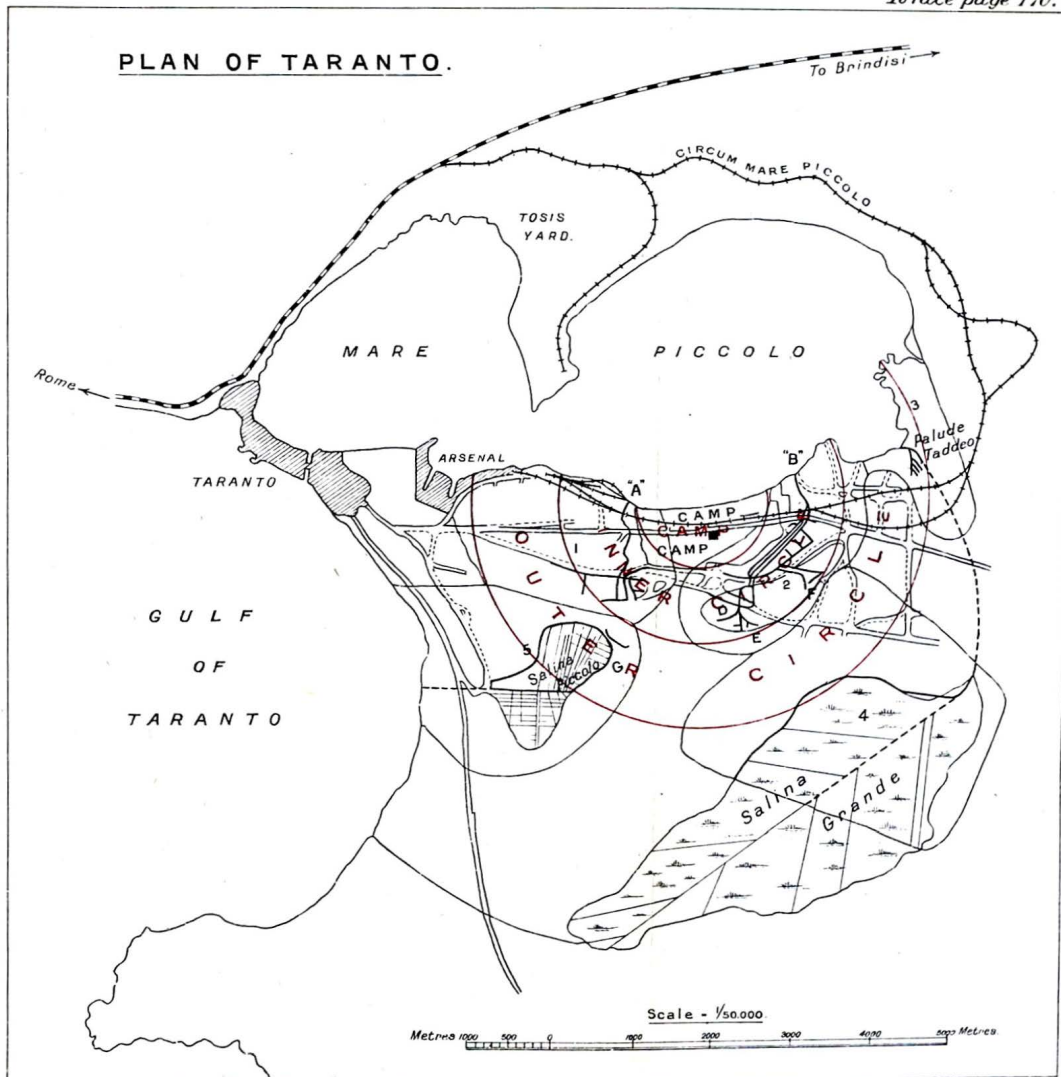 To face page 170.
PLAN OF TARANTO.
To Brindisi
CIRCUM MARE PICCOLO
TOSIS
YARD.
MARE PICCOLO
Rome
3
Palude
Taddeo
"B"
ARSENAL
TARANTO
"A"
CAMP
CAMP
CAMP
1
INNER CIRCLE
OUTER CIRCLE
2
D
F
E
G
5
Salina
Piccolo
GULF
OF
TARANTO
4
Salina
Grande
Scale - 1/50.000.
Metres 1000 500 0 1000 2000 3000 4000 5000 Metres.